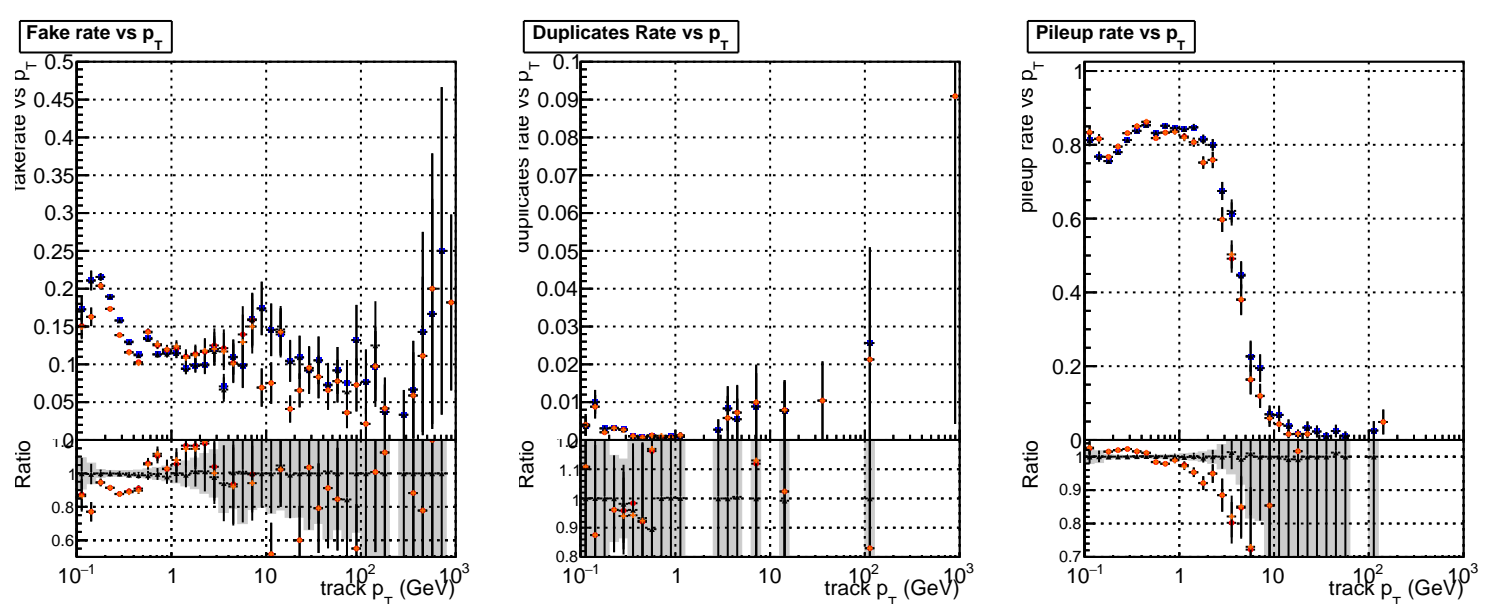 Fake rate vs p_T
fakerate vs p_T
0.5
0.45
0.4
0.35
0.3
0.25
0.2
0.15
0.1
0.05
Ratio
1
0.8
0.6
10^−1 1 10 10^2 10^3
track p_T (GeV)
Duplicates Rate vs p_T
duplicates rate vs p_T
0.1
0.09
0.08
0.07
0.06
0.05
0.04
0.03
0.02
0.01
0
Ratio
1.1
1
0.9
0.8
10^−1 1 10 10^2 10^3
track p_T (GeV)
Pileup rate vs p_T
pileup rate vs p_T
1
0.8
0.6
0.4
0.2
0
Ratio
1
0.9
0.8
0.7
10^−1 1 10 10^2 10^3
track p_T (GeV)